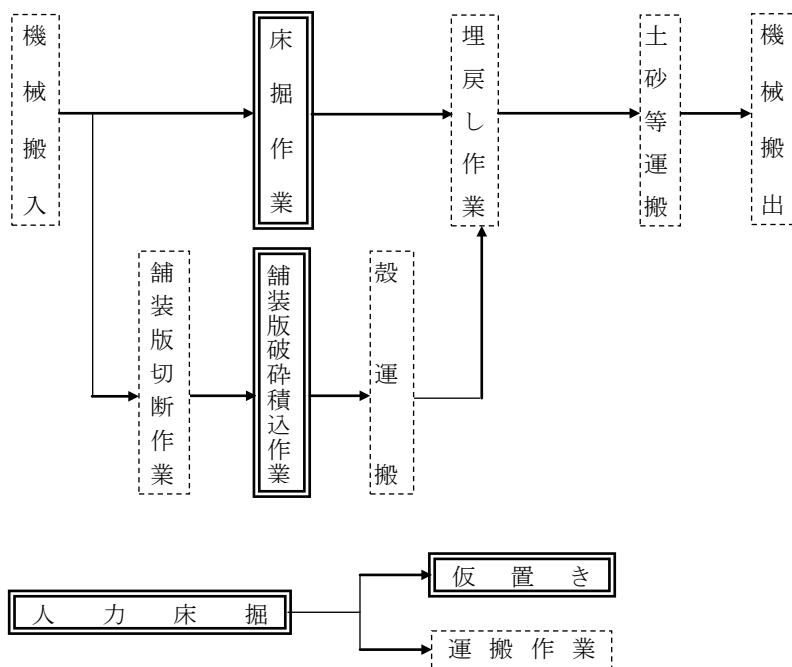 機械搬入
床掘作業
埋戻し作業
土砂等運搬
機械搬出
舗装版切断作業
舗装版破砕積込作業
殻運搬
人力床掘
仮置き
運搬作業